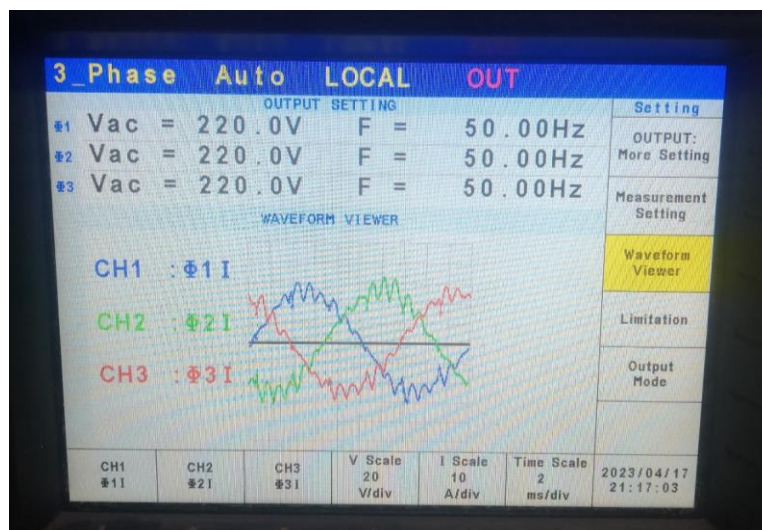 3_Phase Auto LOCAL OUT
OUTPUT SETTING
Φ1 Vac = 220.0V F = 50.00Hz
Φ2 Vac = 220.0V F = 50.00Hz
Φ3 Vac = 220.0V F = 50.00Hz
WAVEFORM VIEWER
CH1 :Φ1 I
CH2 :Φ2 I
CH3 :Φ3 I
Setting
OUTPUT:
More Setting
Measurement
Setting
Waveform
Viewer
Limitation
Output
Mode
CH1
Φ1I
CH2
Φ2I
CH3
Φ3I
V Scale
20
V/div
I Scale
10
A/div
Time Scale
2
ms/div
2023/04/17
21:17:03